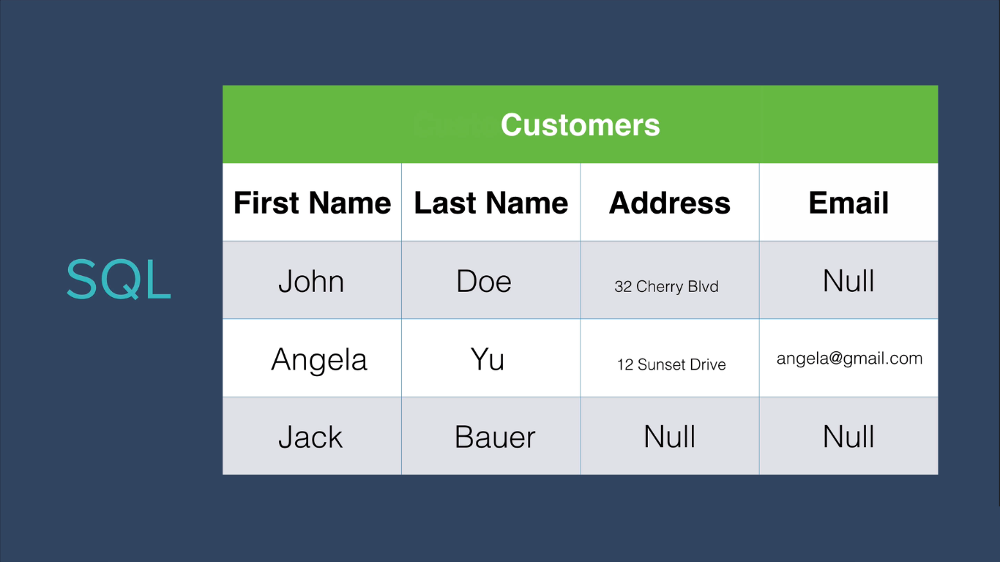 Customers
First Name Last Name Address Email
SQL
John Doe 32 Cherry Blvd Null
Angela Yu 12 Sunset Drive angela@gmail.com
Jack Bauer Null Null